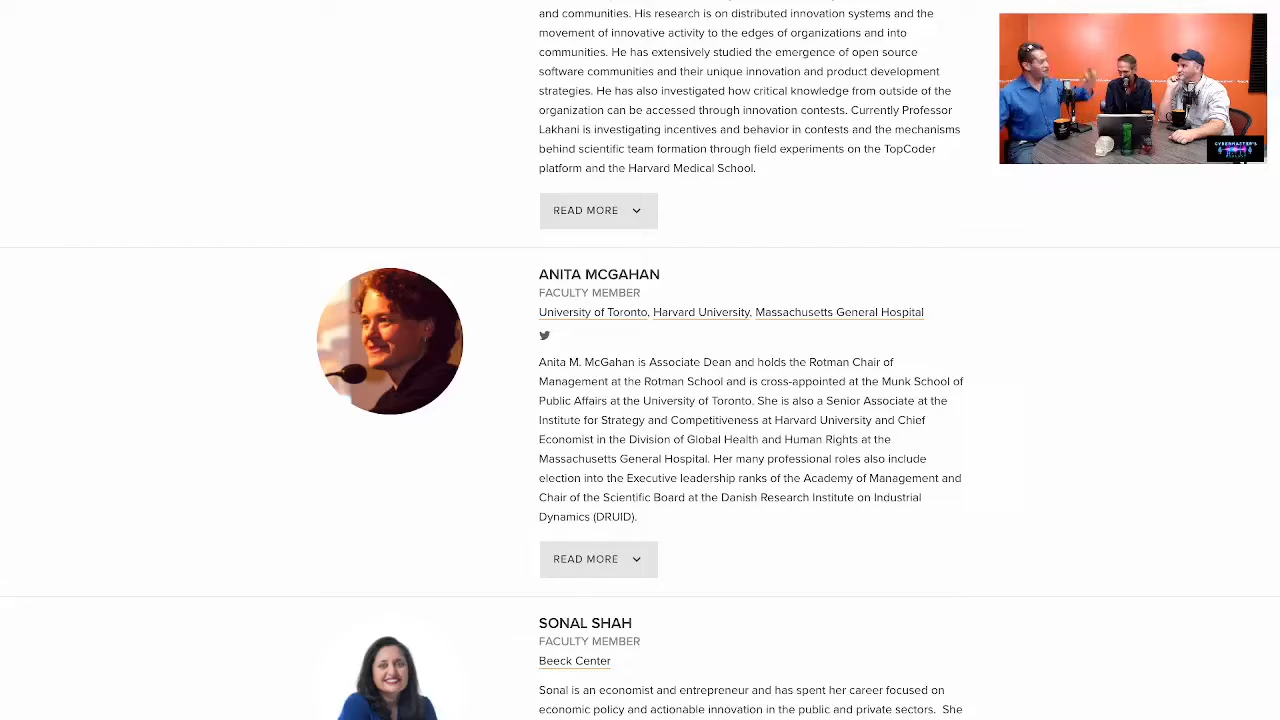 and communities. His research is on distributed innovation systems and the
movement of innovative activity to the edges of organizations and into
communities. He has extensively studied the emergence of open source
software communities and their unique innovation and product development
strategies. He has also investigated how critical knowledge from outside of the
organization can be accessed through innovation contests. Currently Professor
Lakhani is investigating incentives and behavior in contests and the mechanisms
behind scientific team formation through field experiments on the TopCoder
platform and the Harvard Medical School.
READ MORE
CYBERMASTER'S
ANITA MCGAHAN
FACULTY MEMBER
University of Toronto, Harvard University, Massachusetts General Hospital
Anita M. McGahan is Associate Dean and holds the Rotman Chair of
Management at the Rotman School and is cross-appointed at the Munk School of
Public Affairs at the University of Toronto. She is also a Senior Associate at the
Institute for Strategy and Competitiveness at Harvard University and Chief
Economist in the Division of Global Health and Human Rights at the
Massachusetts General Hospital. Her many professional roles also include
election into the Executive leadership ranks of the Academy of Management and
Chair of the Scientific Board at the Danish Research Institute on Industrial
Dynamics (DRUID).
READ MORE
SONAL SHAH
FACULTY MEMBER
Beeck Center
Sonal is an economist and entrepreneur and has spent her career focused on
economic policy and actionable innovation in the public and private sectors. She